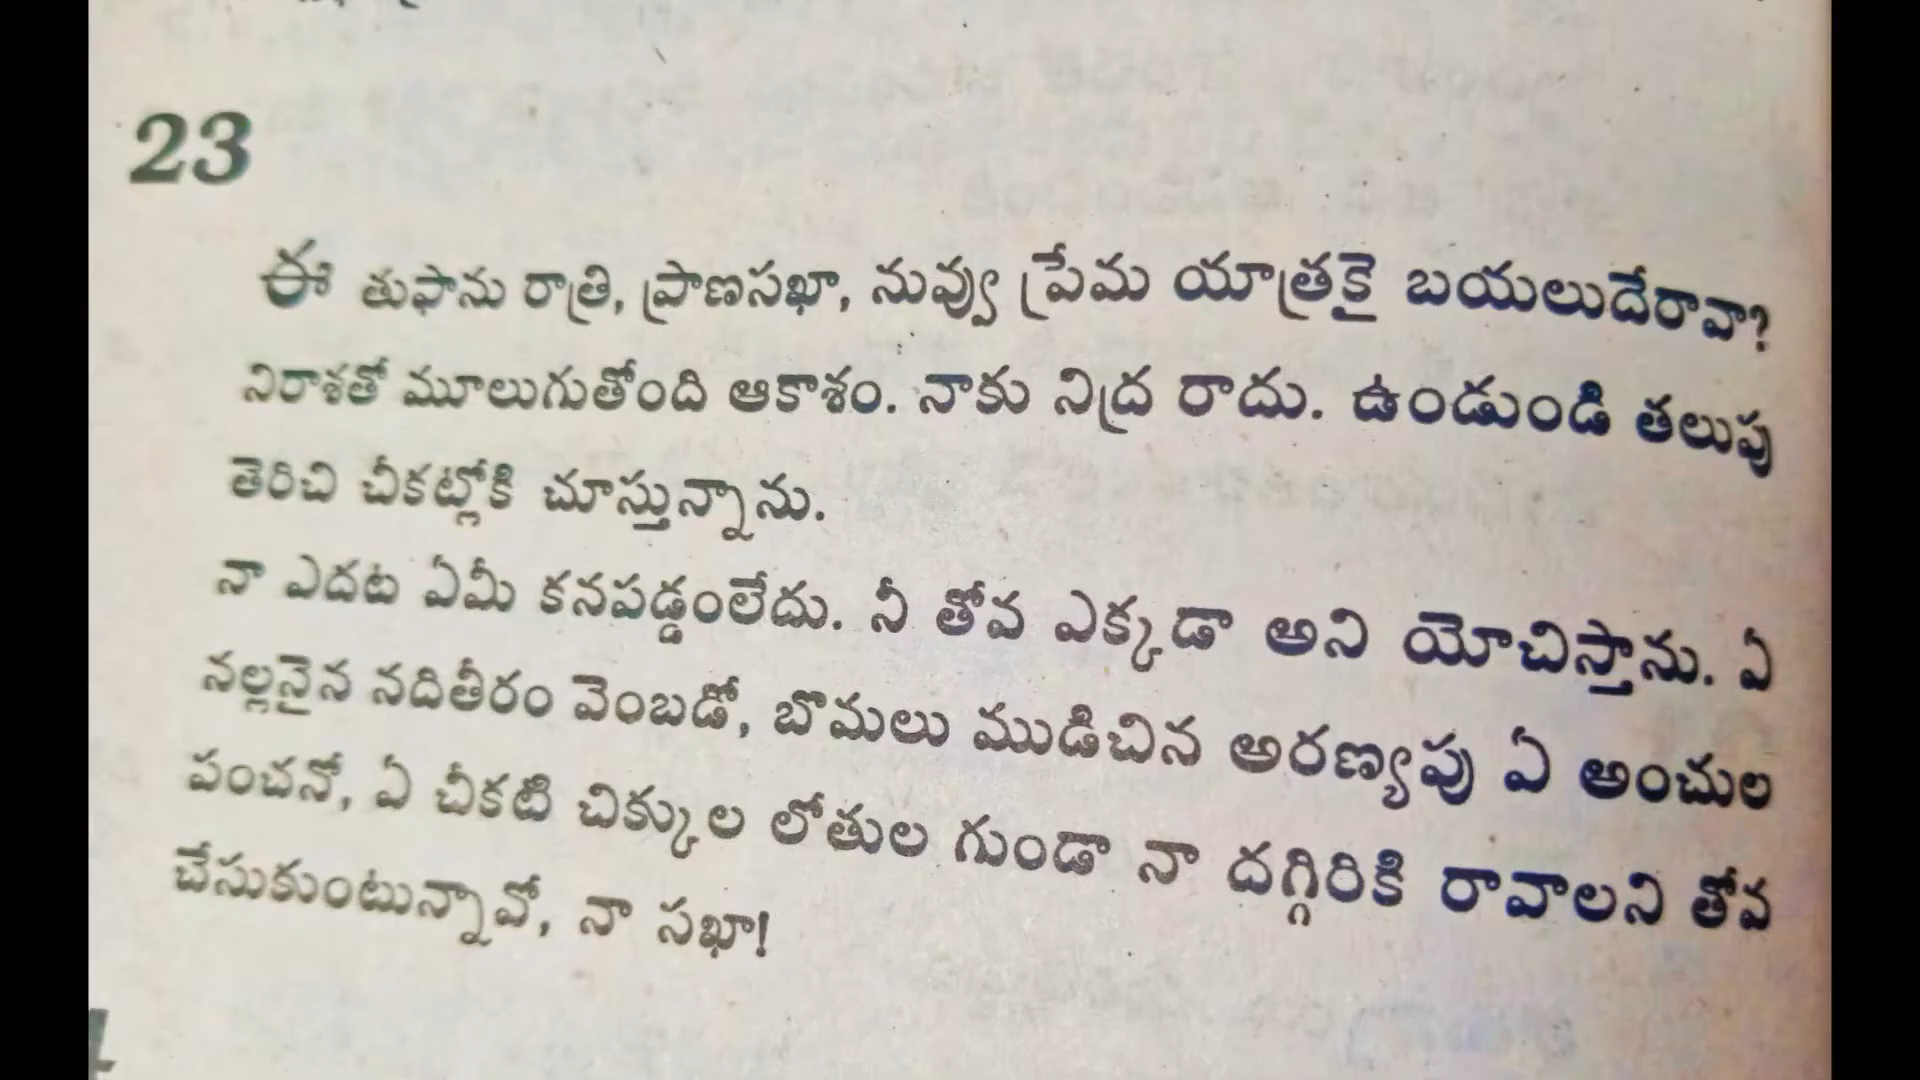 23
ఈ తుఫాను రాత్రి, ప్రాణసఖా, నువ్వు ప్రేమ యాత్రకై బయలుదేరావా?
నిరాశతో మూలుగుతోంది ఆకాశం. నాకు నిద్ర రాదు. ఉండుండి తలుపు
తెరిచి చీకట్లోకి చూస్తున్నాను.
నా ఎదట ఏమీ కనపడ్డంలేదు. నీ తోవ ఎక్కడా అని యోచిస్తాను. ఏ
నల్లనైన నదితీరం వెంబడో, బొమలు ముడిచిన అరణ్యపు ఏ అంచుల
పంచనో, ఏ చీకటి చిక్కుల లోతుల గుండా నా దగ్గిరికి రావాలని తోవ
చేసుకుంటున్నావో, నా సఖా!